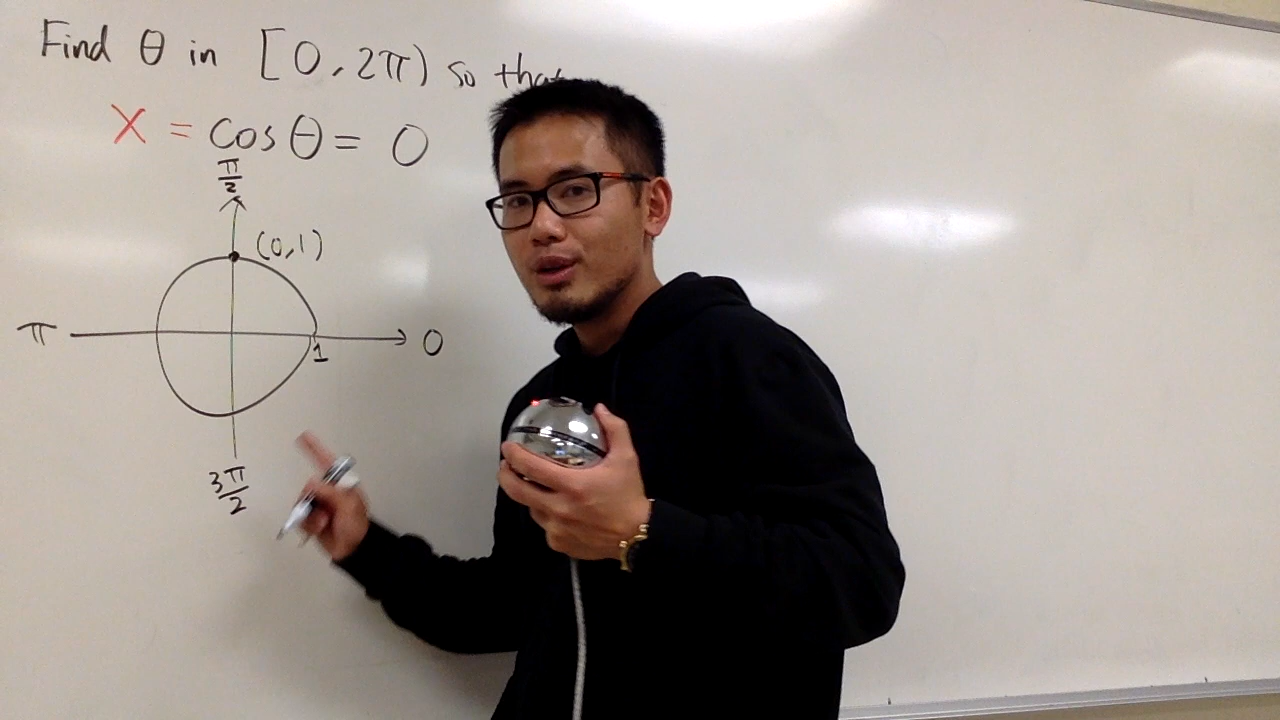 Find θ in [0, 2π) so that
X = cos θ = 0
π/2
(0,1)
π 0
1
3π/2